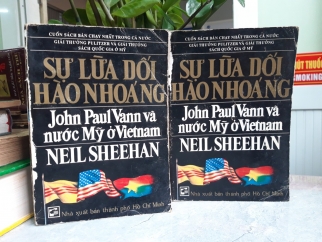 CUỐN SÁCH BÁN CHẠY NHẤT TRONG CẢ NƯỚC
GIẢI THƯỞNG PULITZER VÀ GIẢI THƯỞNG
SÁCH QUỐC GIA Ở MỸ
SỰ LỪA DỐI
HÀO NHOÁNG
John Paul Vann và
nước Mỹ ở Vietnam
NEIL SHEEHAN
Nhà xuất bản thành phố Hồ Chí Minh
CUỐN SÁCH BÁN CHẠY NHẤT TRONG CẢ NƯỚC
GIẢI THƯỞNG PULITZER VÀ GIẢI THƯỞNG
SÁCH QUỐC GIA Ở MỸ
SỰ LỪA DỐI
HÀO NHOÁNG
John Paul Vann và
nước Mỹ ở Vietnam
NEIL SHEEHAN
Nhà xuất bản thành phố Hồ Chí Minh
HÚT THUỐC
SMOKING